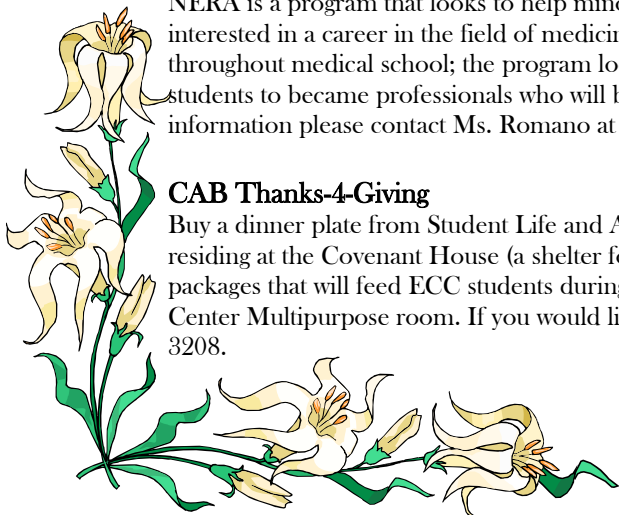 NERA is a program that looks to help mino
interested in a career in the field of medicin
throughout medical school; the program lo
students to became professionals who will b
information please contact Ms. Romano at
CAB Thanks-4-Giving
Buy a dinner plate from Student Life and A
residing at the Covenant House (a shelter fo
packages that will feed ECC students during
Center Multipurpose room. If you would li
3208.